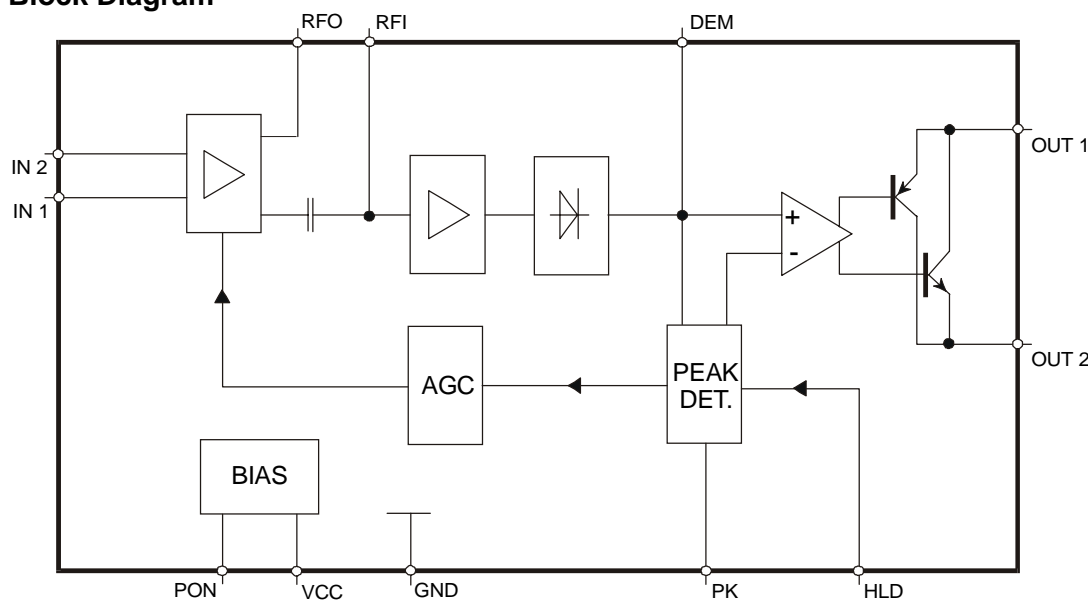 Block Diagram
RFO
RFI
DEM
IN 2
IN 1
OUT 1
+
-
OUT 2
AGC
PEAK
DET.
BIAS
PON
VCC
GND
PK
HLD